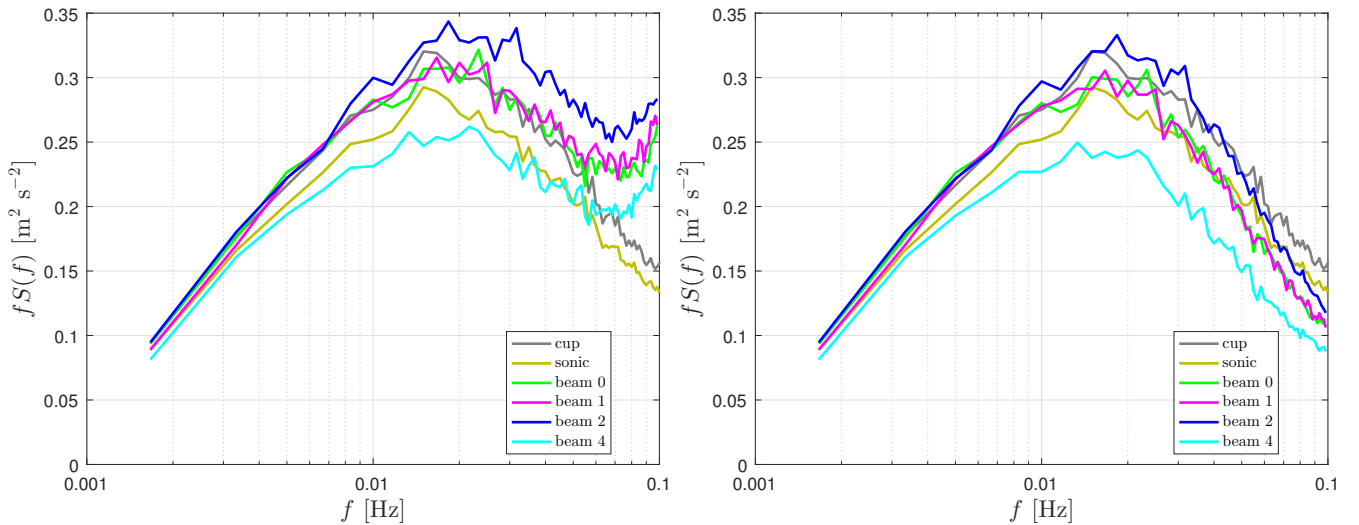 0.35
0.3
0.25
0.2
0.15
0.1
0.05
0
f S(f) [m² s⁻²]
0.001
0.01
0.1
f [Hz]
cup
sonic
beam 0
beam 1
beam 2
beam 4
0.35
0.3
0.25
0.2
0.15
0.1
0.05
0
f S(f) [m² s⁻²]
0.001
0.01
0.1
f [Hz]
cup
sonic
beam 0
beam 1
beam 2
beam 4